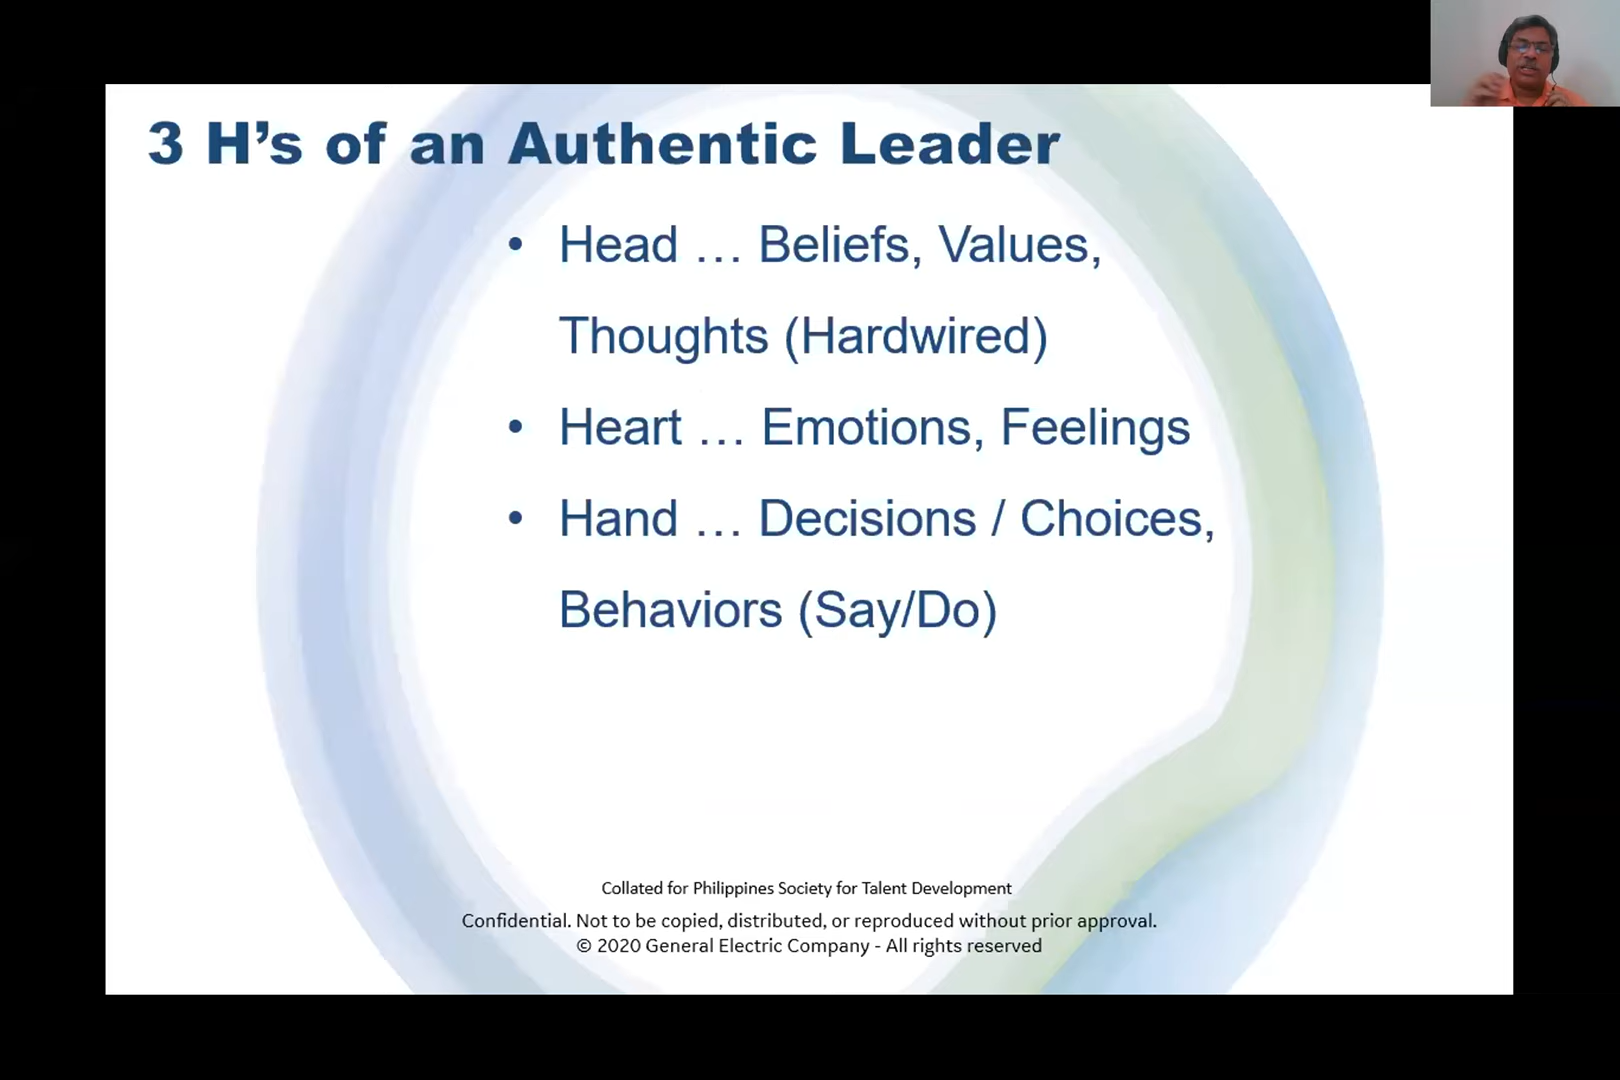 3 H’s of an Authentic Leader
• Head … Beliefs, Values,
Thoughts (Hardwired)
• Heart … Emotions, Feelings
• Hand … Decisions / Choices,
Behaviors (Say/Do)
Collated for Philippines Society for Talent Development
Confidential. Not to be copied, distributed, or reproduced without prior approval.
© 2020 General Electric Company - All rights reserved